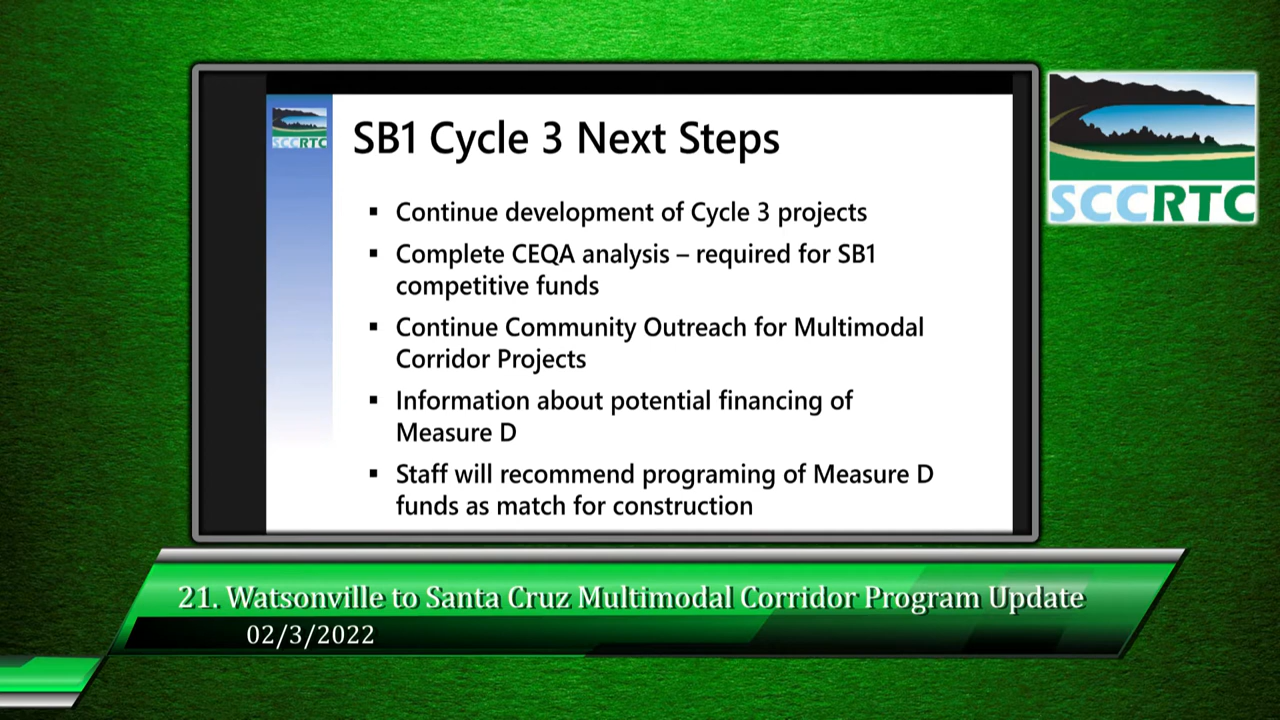 SCCRTC
SB1 Cycle 3 Next Steps
▪ Continue development of Cycle 3 projects
▪ Complete CEQA analysis – required for SB1
competitive funds
▪ Continue Community Outreach for Multimodal
Corridor Projects
▪ Information about potential financing of
Measure D
▪ Staff will recommend programing of Measure D
funds as match for construction
SCCRTC
21. Watsonville to Santa Cruz Multimodal Corridor Program Update
02/3/2022